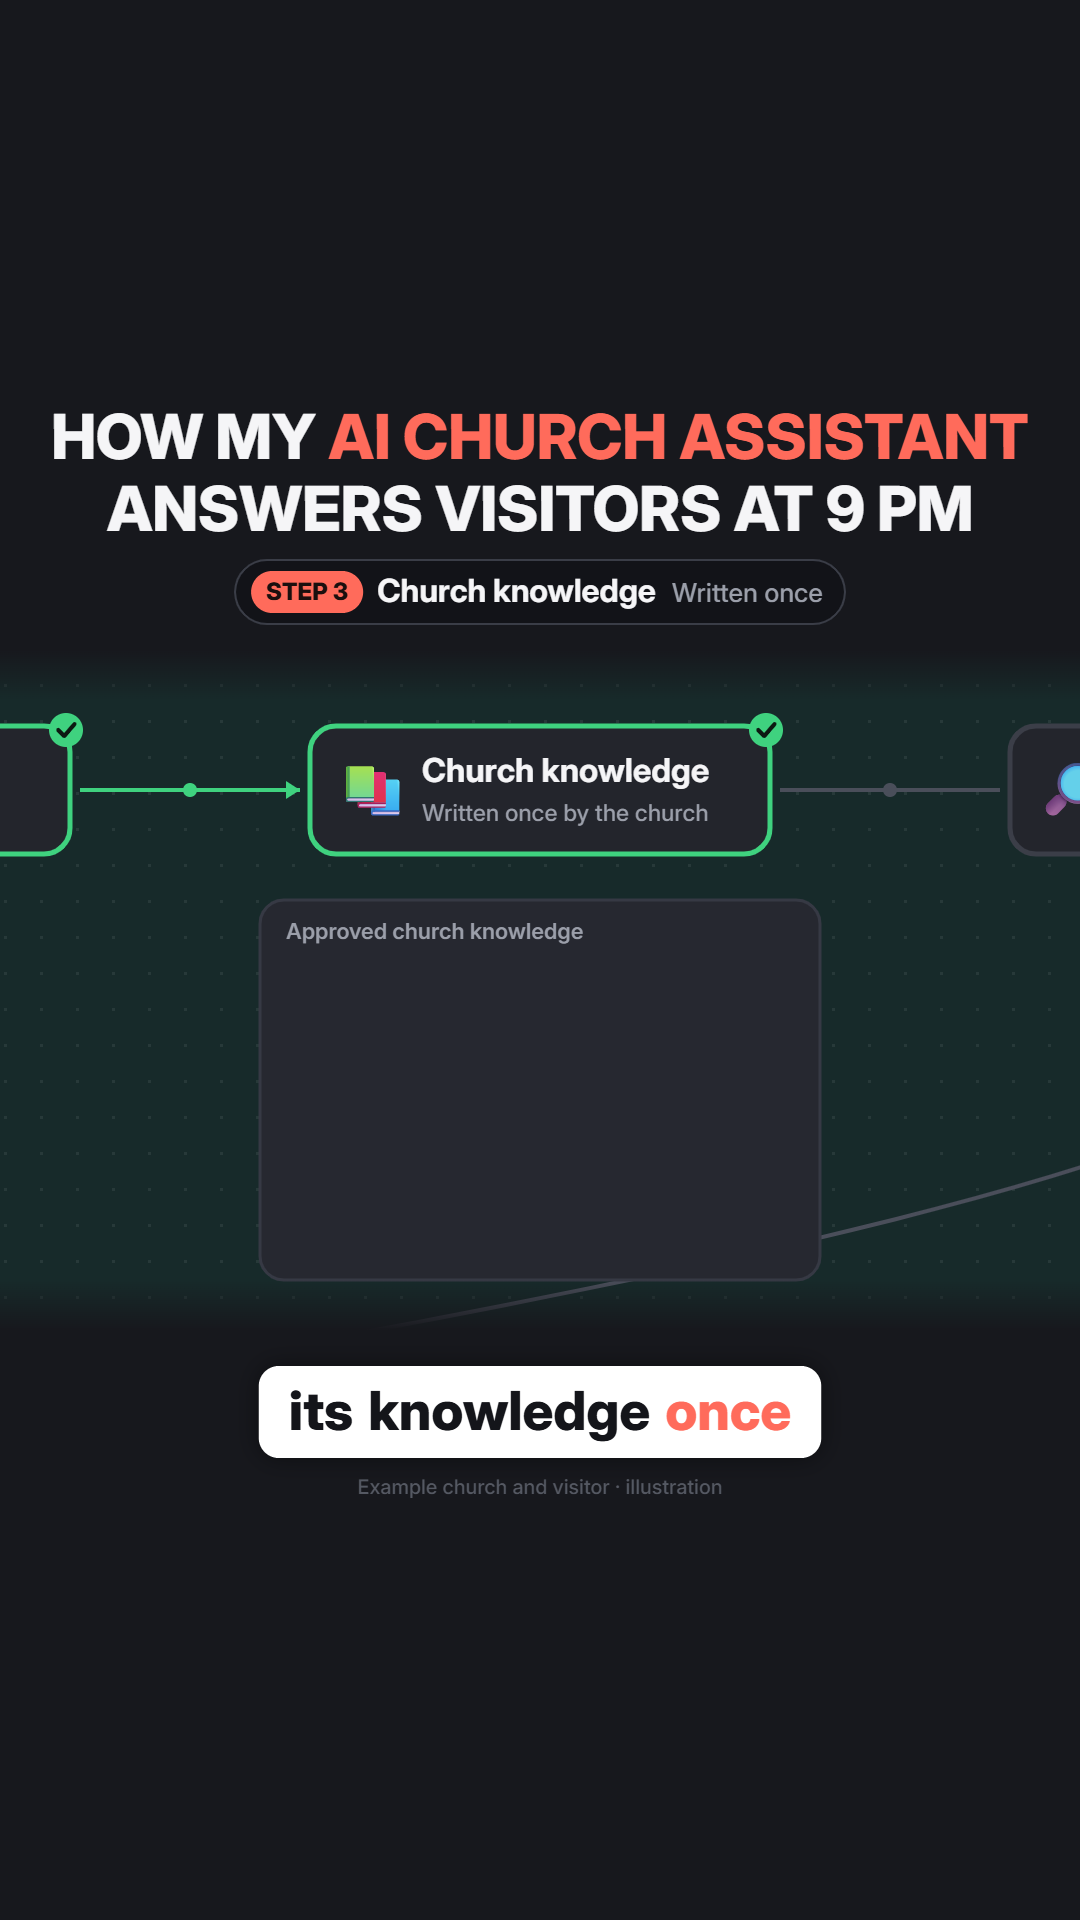 HOW MY AI CHURCH ASSISTANT
ANSWERS VISITORS AT 9 PM
STEP 3 Church knowledge Written once
Church knowledge
Written once by the church
Approved church knowledge
its knowledge once
Example church and visitor · illustration